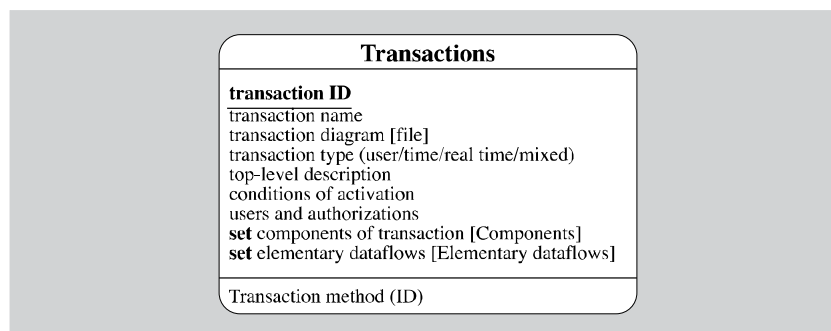 Transactions
transaction ID
transaction name
transaction diagram [file]
transaction type (user/time/real time/mixed)
top-level description
conditions of activation
users and authorizations
set components of transaction [Components]
set elementary dataflows [Elementary dataflows]
Transaction method (ID)